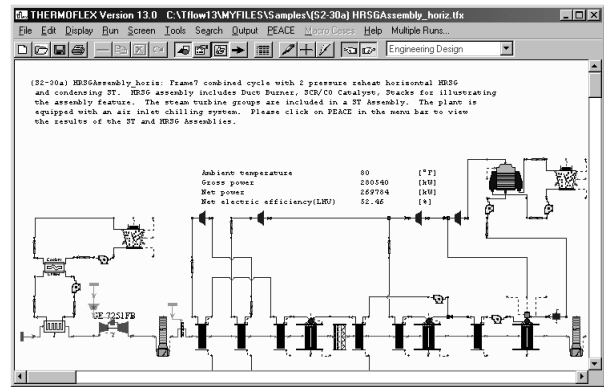 THERMOFLEX Version 13.0 C:\Tflow13\MYFILES\Samples\(S2-30a) HRSGAssembly_horiz.tfx
File Edit Display Run Screen Tools Search Output PEACE Macro Cases Help Multiple Runs...
Engineering Design
(S2-30a) HRSGAssembly_horiz: Frame7 combined cycle with 2 pressure reheat horizontal HRSG
and condensing ST. HRSG assembly includes Duct Burner, SCR/CO Catalyst, Stacks for illustrating
the assembly feature. The steam turbine groups are included in a ST Assembly. The plant is
equipped with an air inlet chilling system. Please click on PEACE in the menu bar to view
the results of the ST and HRSG Assemblies.
Ambient temperature 80 [°F]
Gross power 280540 [kW]
Net power 269784 [kW]
Net electric efficiency(LHV) 52.46 [%]
GE 7251FB